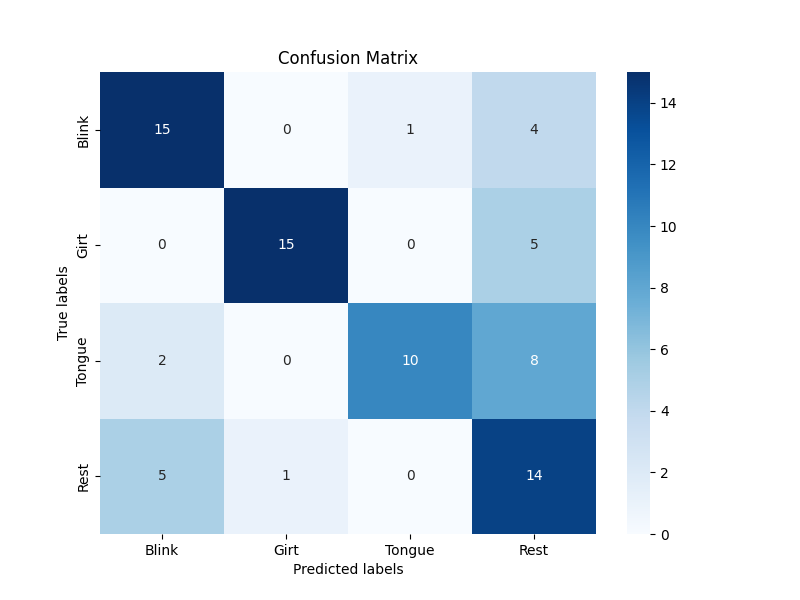 Confusion Matrix
True labels
Blink
15
0
1
4
Girt
0
15
0
5
Tongue
2
0
10
8
Rest
5
1
0
14
Blink
Girt
Tongue
Rest
Predicted labels
14
12
10
8
6
4
2
0